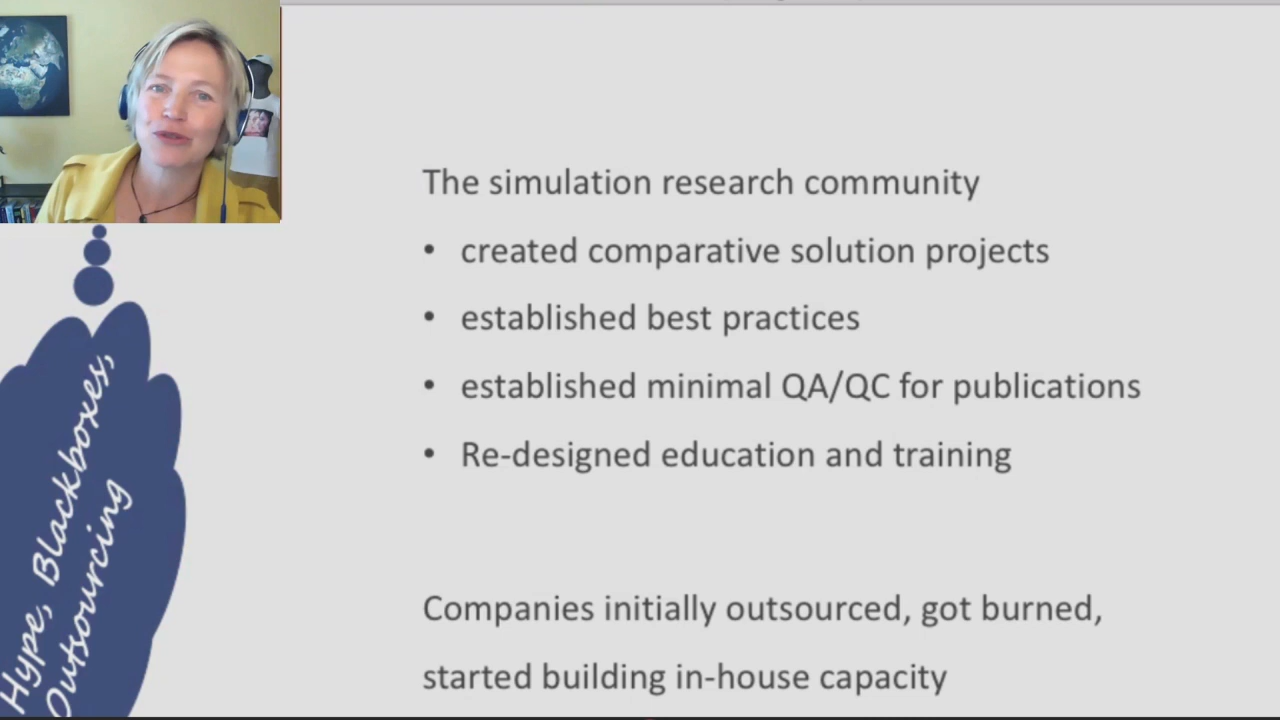 The simulation research community
• created comparative solution projects
• established best practices
• established minimal QA/QC for publications
• Re-designed education and training
Companies initially outsourced, got burned,
started building in-house capacity
Hype, Blackboxes,
Outsourcing